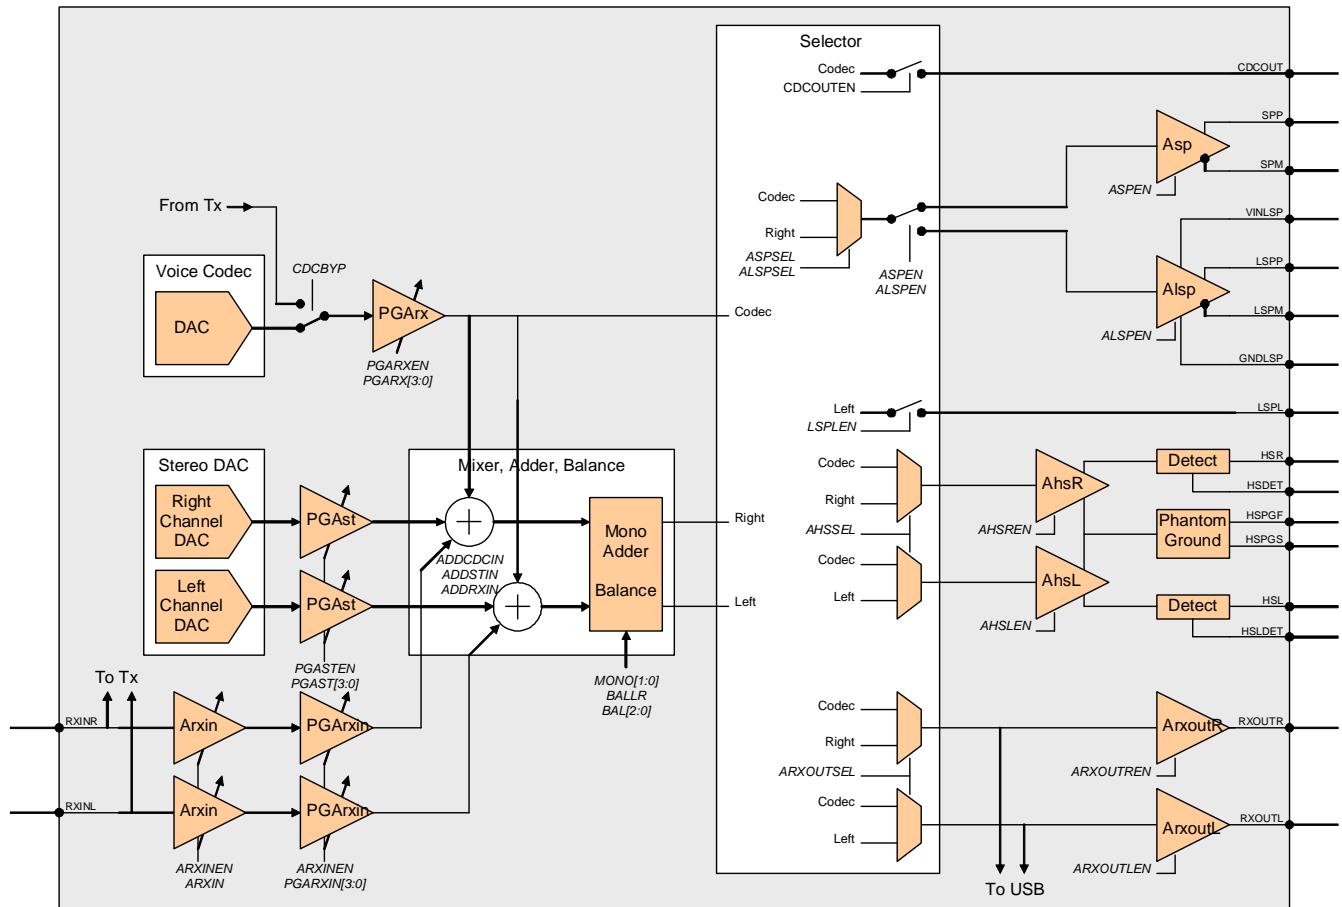 Selector
Codec
CDCOUTEN
CDCOUT
SPP
Asp
SPM
ASPEN
From Tx
Codec
Right
ASPSEL
ALSPSEL
ASPEN
ALSPEN
VINLSP
LSPP
Alsp
LSPM
ALSPEN
GNDLSP
Voice Codec
DAC
CDCBYP
PGArx
PGARXEN
PGARX[3:0]
Codec
Left
LSPLEN
LSPL
Stereo DAC
Right
Channel
DAC
Left
Channel
DAC
PGAst
PGAst
PGASTEN
PGAST[3:0]
Mixer, Adder, Balance
ADDCDCIN
ADDSTIN
ADDRXIN
Mono
Adder
Balance
MONO[1:0]
BALLR
BAL[2:0]
Right
Left
Codec
Right
AHSSEL
Codec
Left
AhsR
AHSREN
AhsL
AHSLEN
Detect
HSR
HSDET
Phantom
Ground
HSPGF
HSPGS
Detect
HSL
HSLDET
To Tx
RXINR
Arxin
PGArxin
RXINL
Arxin
PGArxin
ARXINEN
ARXIN
ARXINEN
PGARXIN[3:0]
Codec
Right
ARXOUTSEL
Codec
Left
ArxoutR
RXOUTR
ARXOUTREN
ArxoutL
RXOUTL
ARXOUTLEN
To USB